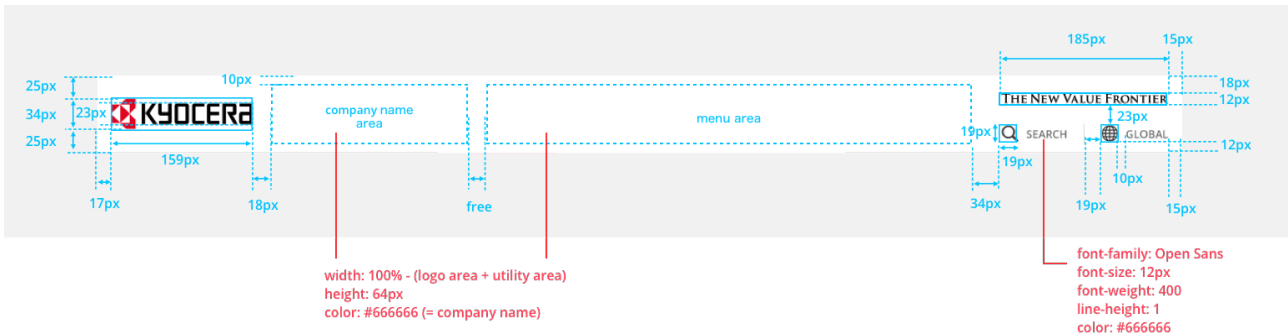 185px
15px
25px
10px
18px
34px
23px
KYOCERA
company name
area
menu area
THE NEW VALUE FRONTIER
12px
23px
25px
19px
SEARCH
GLOBAL
159px
19px
12px
10px
17px
18px
free
34px
19px
15px
width: 100% - (logo area + utility area)
height: 64px
color: #666666 (= company name)
font-family: Open Sans
font-size: 12px
font-weight: 400
line-height: 1
color: #666666